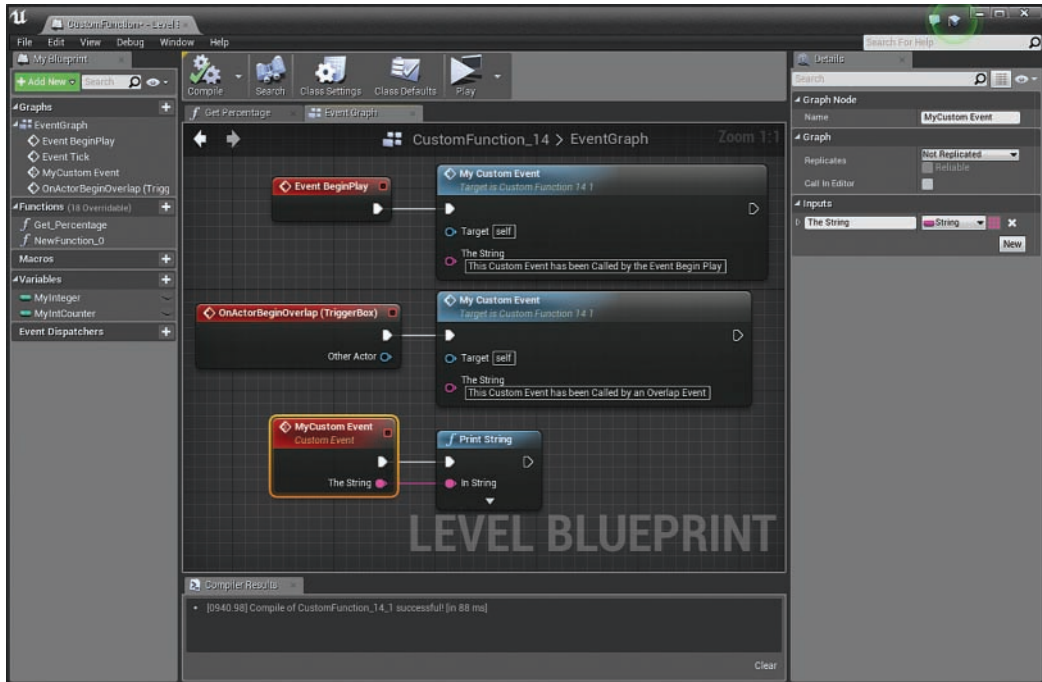 CustomFunction - Level
File Edit View Debug Window Help
Search For Help
My Blueprint
+ Add New Search
Graphs
EventGraph
Event BeginPlay
Event Tick
MyCustom Event
OnActorBeginOverlap (Trigg
Functions (18 Overridable)
Get_Percentage
NewFunction_0
Macros
Variables
MyInteger
MyIntCounter
Event Dispatchers
Compile Search Class Settings Class Defaults Play
f Get Percentage Event Graph
CustomFunction_14 > EventGraph Zoom 1:1
Event BeginPlay
My Custom Event
Target is Custom Function 14 1
Target self
The String
This Custom Event has been Called by the Event Begin Play
OnActorBeginOverlap (TriggerBox)
Other Actor
My Custom Event
Target is Custom Function 14 1
Target self
The String
This Custom Event has been Called by an Overlap Event
MyCustom Event
Custom Event
The String
f Print String
In String
LEVEL BLUEPRINT
Compiler Results
• [0940.98] Compile of CustomFunction_14_1 successful! [in 88 ms]
Clear
Details
Search
Graph Node
Name MyCustom Event
Graph
Replicates Not Replicated
Reliable
Call In Editor
Inputs
The String String
New